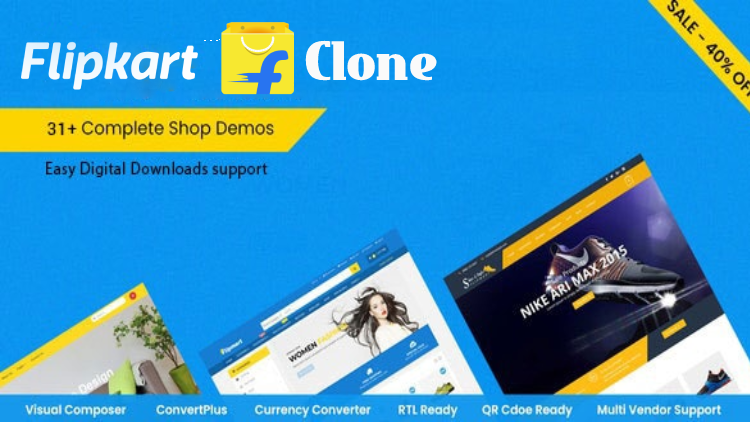 Flipkart Clone
SALE - 40% OFF
31+ Complete Shop Demos
Easy Digital Downloads support
NIKE ARI MAX 2015
Flipkart
WOMEN FASHION
Design
Visual Composer ConvertPlus Currency Converter RTL Ready QR Cdoe Ready Multi Vendor Support